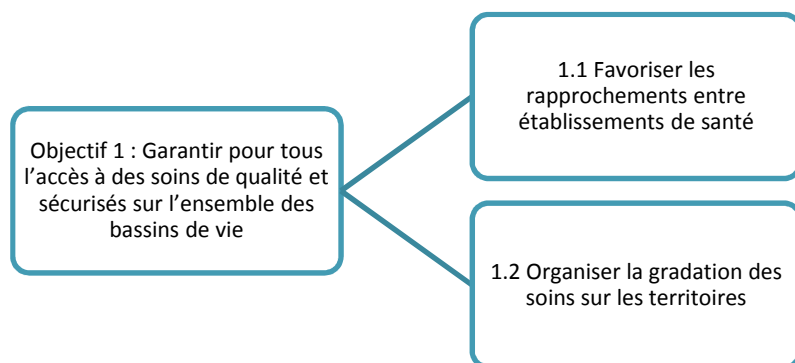 Objectif 1 : Garantir pour tous
l’accès à des soins de qualité et
sécurisés sur l’ensemble des
bassins de vie
1.1 Favoriser les
rapprochements entre
établissements de santé
1.2 Organiser la gradation des
soins sur les territoires